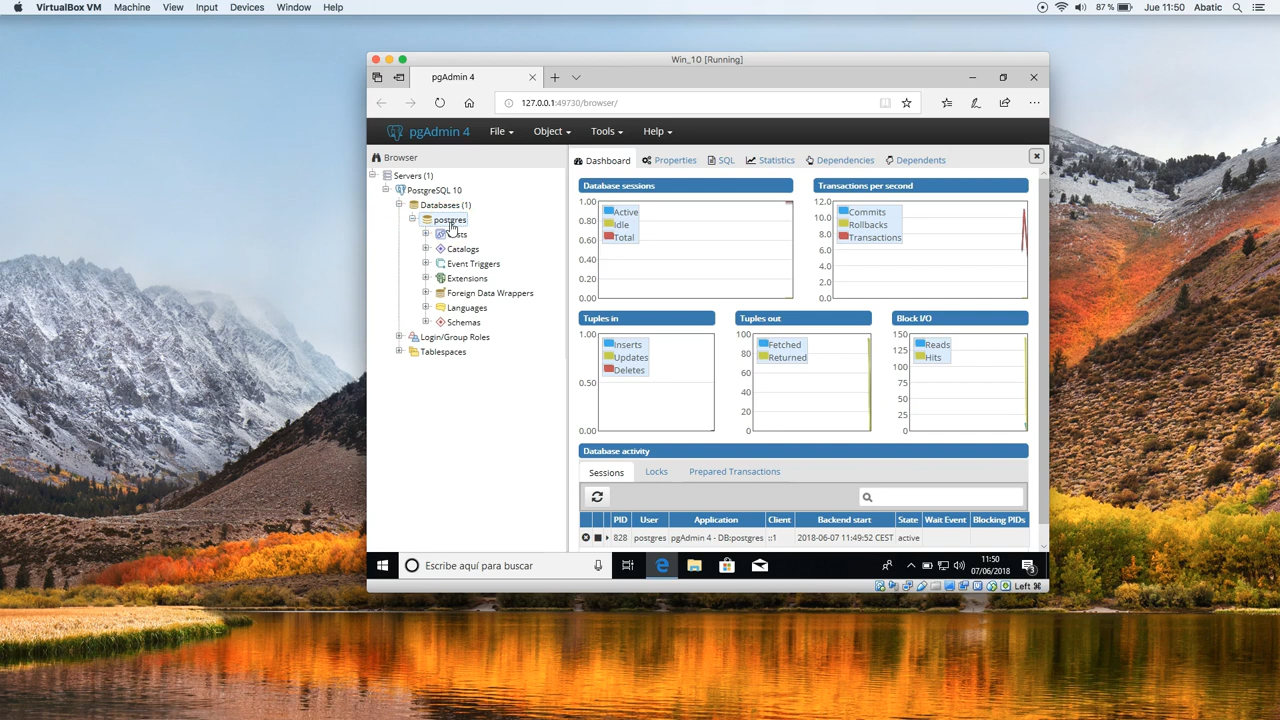 VirtualBox VM Machine View Input Devices Window Help 87 % Jue 11:50 Abatic
Win_10 [Running]
pgAdmin 4
127.0.0.1:49730/browser/
pgAdmin 4 File Object Tools Help
Browser
Servers (1)
PostgreSQL 10
Databases (1)
postgres
Catalogs
Event Triggers
Extensions
Foreign Data Wrappers
Languages
Schemas
Login/Group Roles
Tablespaces
Dashboard Properties SQL Statistics Dependencies Dependents
Database sessions
1.00
0.80
0.60
0.40
0.20
0.00
Active
Idle
Total
Transactions per second
12.0
10.0
8.0
6.0
4.0
2.0
0.0
Commits
Rollbacks
Transactions
Tuples in
1.00
0.50
0.00
Inserts
Updates
Deletes
Tuples out
100
80
60
40
20
0
Fetched
Returned
Block I/O
150
125
100
75
50
25
0
Reads
Hits
Database activity
Sessions Locks Prepared Transactions
PID User Application Client Backend start State Wait Event Blocking PIDs
828 postgres pgAdmin 4 - DB:postgres ::1 2018-06-07 11:49:52 CEST active
Escribe aquí para buscar
11:50
07/06/2018
3
Left ⌘